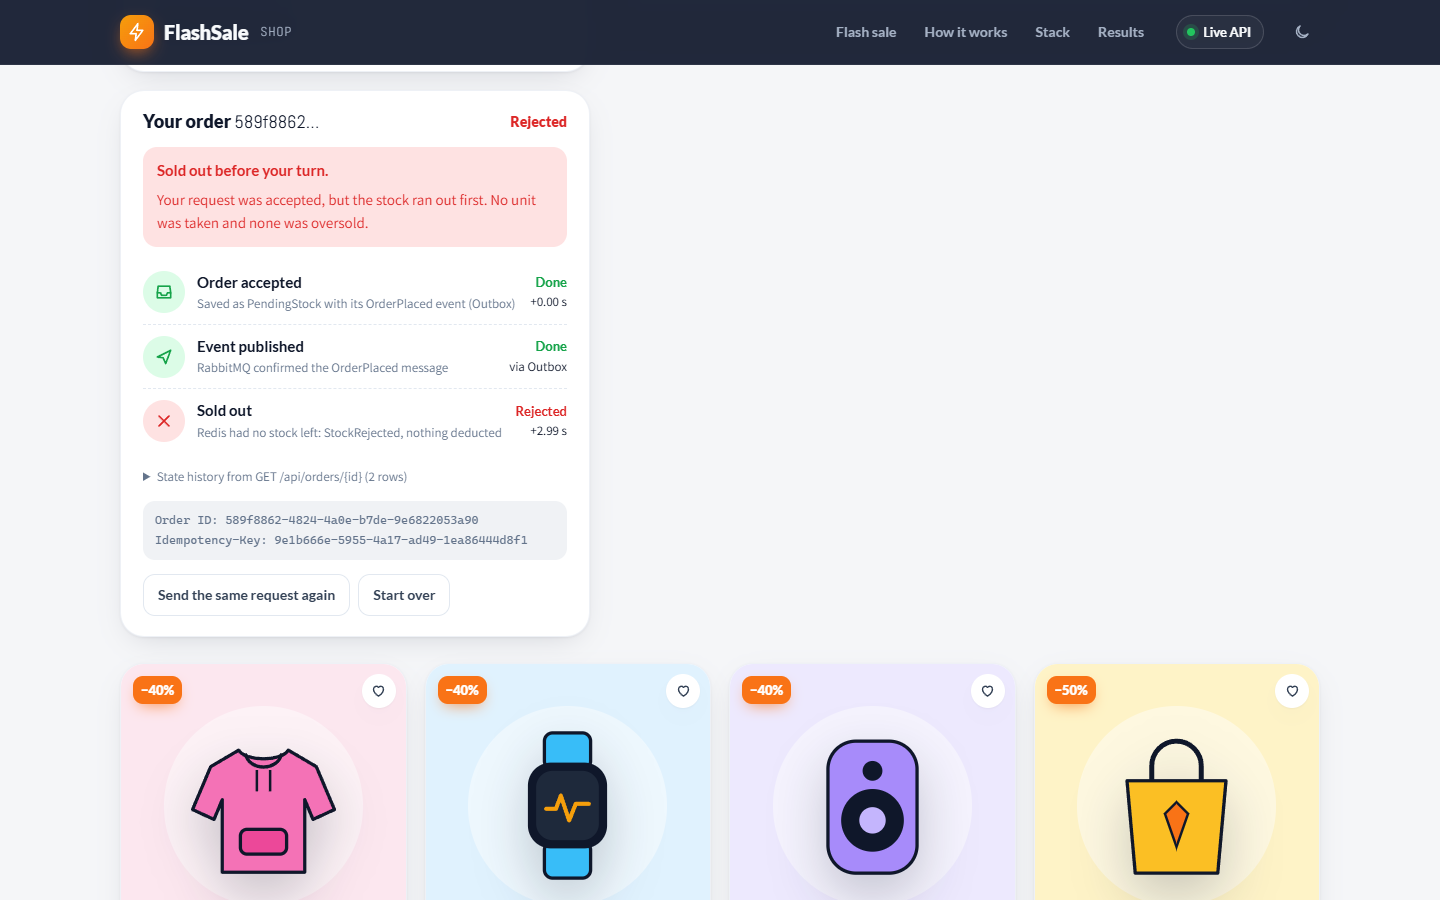 FlashSale SHOP
Flash sale
How it works
Stack
Results
Live API
Your order 589f8862...
Rejected
Sold out before your turn.
Your request was accepted, but the stock ran out first. No unit
was taken and none was oversold.
Order accepted
Done
Saved as PendingStock with its OrderPlaced event (Outbox)
+0.00 s
Event published
Done
RabbitMQ confirmed the OrderPlaced message
via Outbox
Sold out
Rejected
Redis had no stock left: StockRejected, nothing deducted
+2.99 s
State history from GET /api/orders/{id} (2 rows)
Order ID: 589f8862-4824-4a0e-b7de-9e6822053a90
Idempotency-Key: 9e1b666e-5955-4a17-ad49-1ea86444d8f1
Send the same request again
Start over
−40%
−40%
−40%
−50%